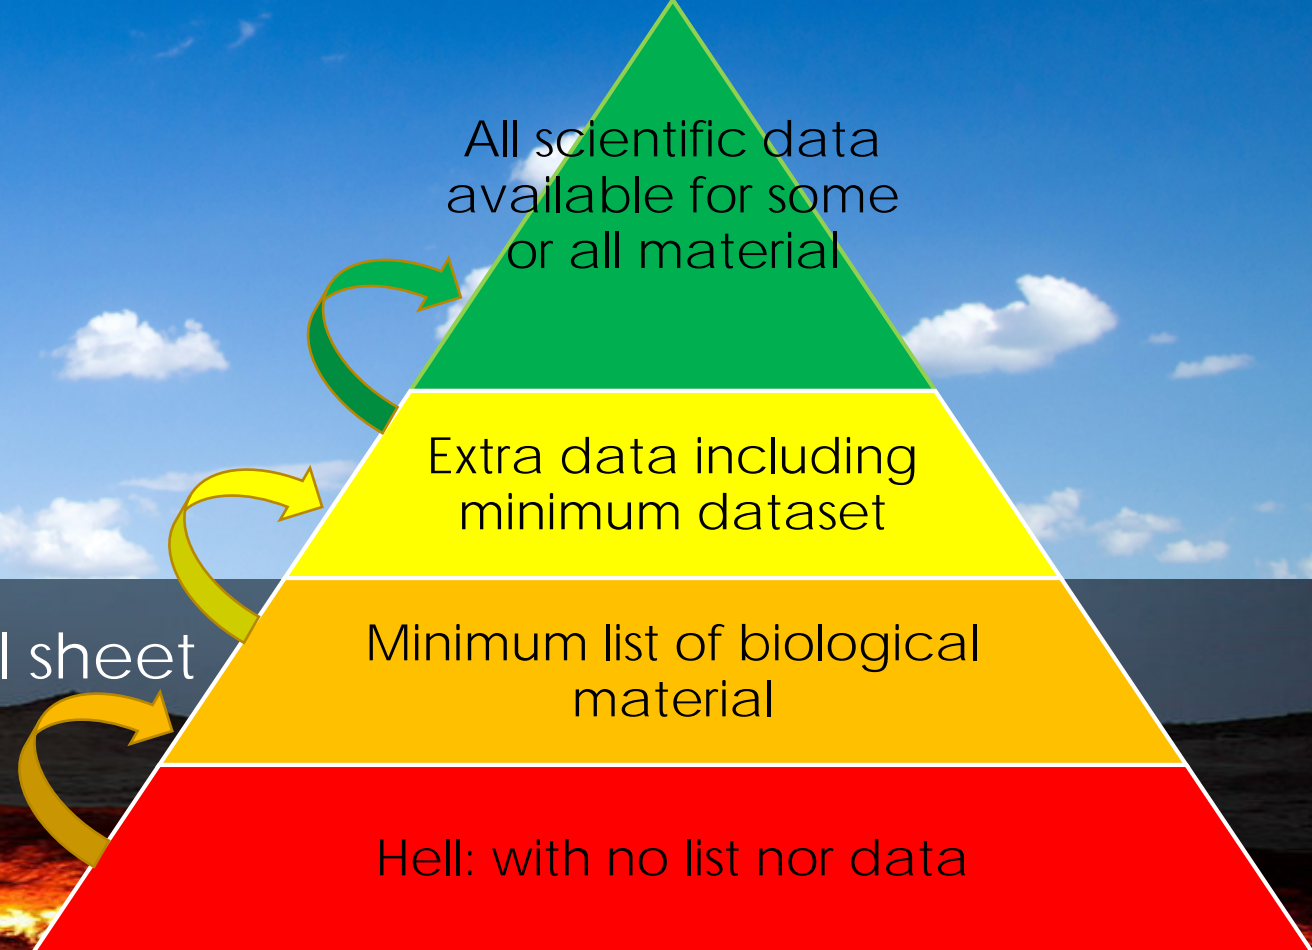 All scientific data
available for some
or all material
Extra data including
minimum dataset
sheet
Minimum list of biological
material
Hell: with no list nor data